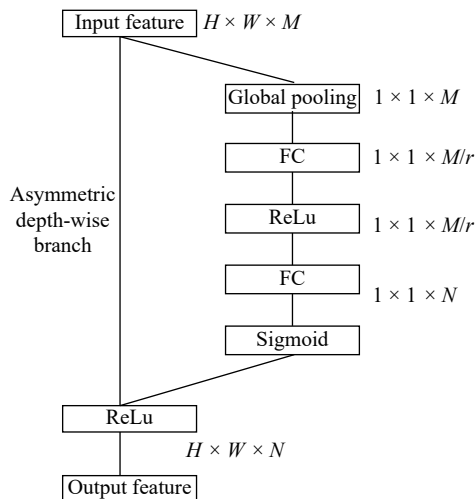 Input feature
H × W × M
Global pooling
1 × 1 × M
FC
1 × 1 × M/r
Asymmetric
depth-wise
branch
ReLu
1 × 1 × M/r
FC
1 × 1 × N
Sigmoid
ReLu
H × W × N
Output feature